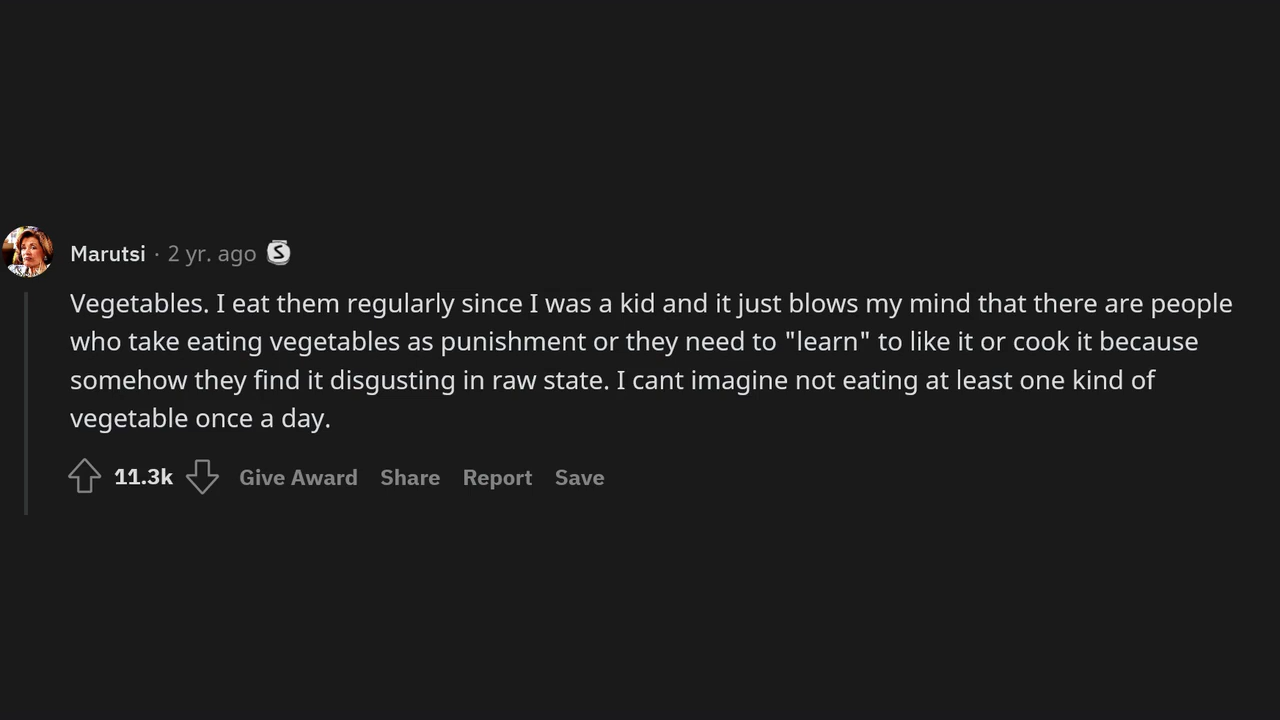 Marutsi · 2 yr. ago S
Vegetables. I eat them regularly since I was a kid and it just blows my mind that there are people
who take eating vegetables as punishment or they need to "learn" to like it or cook it because
somehow they find it disgusting in raw state. I cant imagine not eating at least one kind of
vegetable once a day.
11.3k Give Award Share Report Save